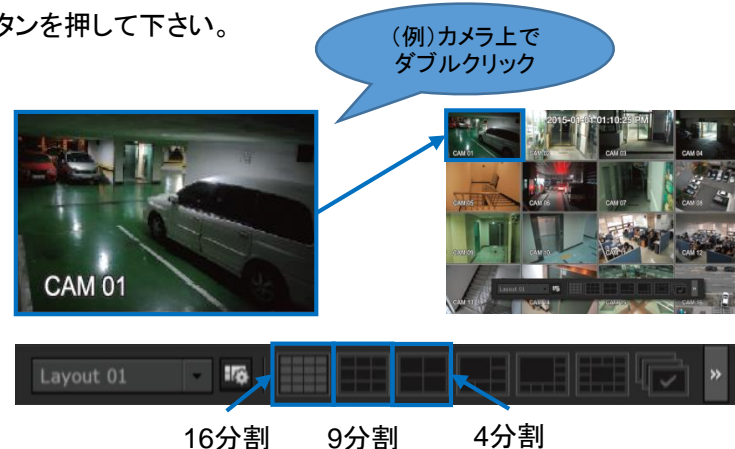 タンを押して下さい。
（例）カメラ上で
ダブルクリック
CAM 01
2015-01-01 01:10:25 PM
CAM 01
CAM 02
CAM 03
CAM 04
CAM 05
CAM 06
CAM 07
CAM 08
CAM 09
CAM 10
CAM 11
CAM 12
Layout 01
Layout 01
16分割
9分割
4分割